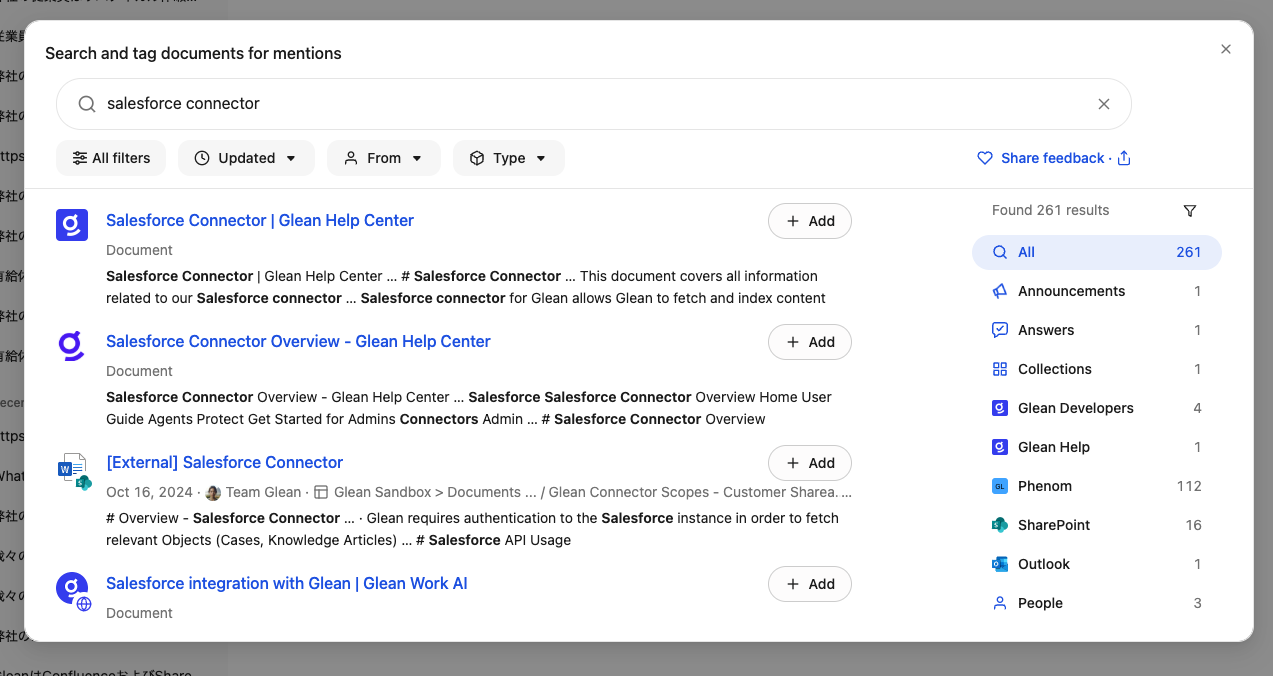 Search and tag documents for mentions
salesforce connector
All filters
Updated
From
Type
Share feedback ·
Salesforce Connector | Glean Help Center
Add
Document
Salesforce Connector | Glean Help Center ... # Salesforce Connector ... This document covers all information
related to our Salesforce connector ... Salesforce connector for Glean allows Glean to fetch and index content
Salesforce Connector Overview - Glean Help Center
Add
Document
Salesforce Connector Overview - Glean Help Center ... Salesforce Salesforce Connector Overview Home User
Guide Agents Protect Get Started for Admins Connectors Admin ... # Salesforce Connector Overview
[External] Salesforce Connector
Add
Oct 16, 2024 · Team Glean · Glean Sandbox > Documents ... / Glean Connector Scopes - Customer Sharea. ...
# Overview - Salesforce Connector ... · Glean requires authentication to the Salesforce instance in order to fetch
relevant Objects (Cases, Knowledge Articles) ... # Salesforce API Usage
Salesforce integration with Glean | Glean Work AI
Add
Document
Found 261 results
All 261
Announcements 1
Answers 1
Collections 1
Glean Developers 4
Glean Help 1
Phenom 112
SharePoint 16
Outlook 1
People 3